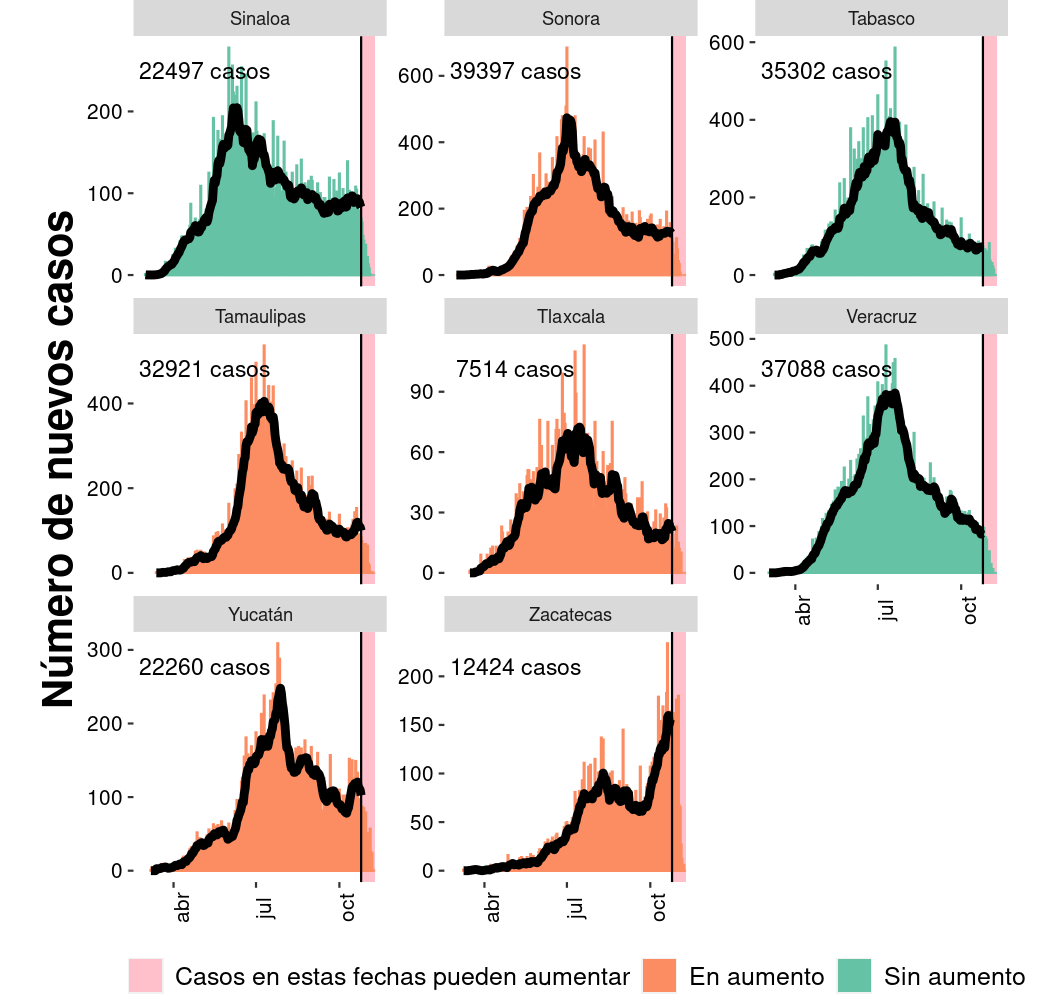 Sinaloa
Sonora
Tabasco
22497 casos
39397 casos
35302 casos
200
100
0
600
400
200
0
600
400
200
0
Número de nuevos casos
Tamaulipas
Tlaxcala
Veracruz
32921 casos
7514 casos
37088 casos
400
200
0
90
60
30
0
500
400
300
200
100
0
abr
jul
oct
Yucatán
Zacatecas
22260 casos
12424 casos
300
200
100
0
200
150
100
50
0
abr
jul
oct
abr
jul
oct
Casos en estas fechas pueden aumentar
En aumento
Sin aumento